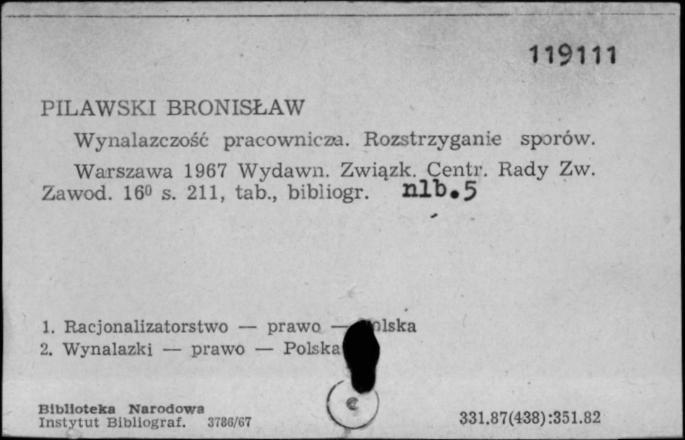 119111
PILAWSKI BRONISŁAW
Wynalazczość pracownicza. Rozstrzyganie sporów.
Warszawa 1967 Wydawn. Związk. Centr. Rady Zw.
Zawod. 16⁰ s. 211, tab., bibliogr. nlb.5
1. Racjonalizatorstwo — prawo — olska
2. Wynalazki — prawo — Polska
Biblioteka Narodowa
Instytut Bibliograf. 3786/67
e
331.87(438):351.82